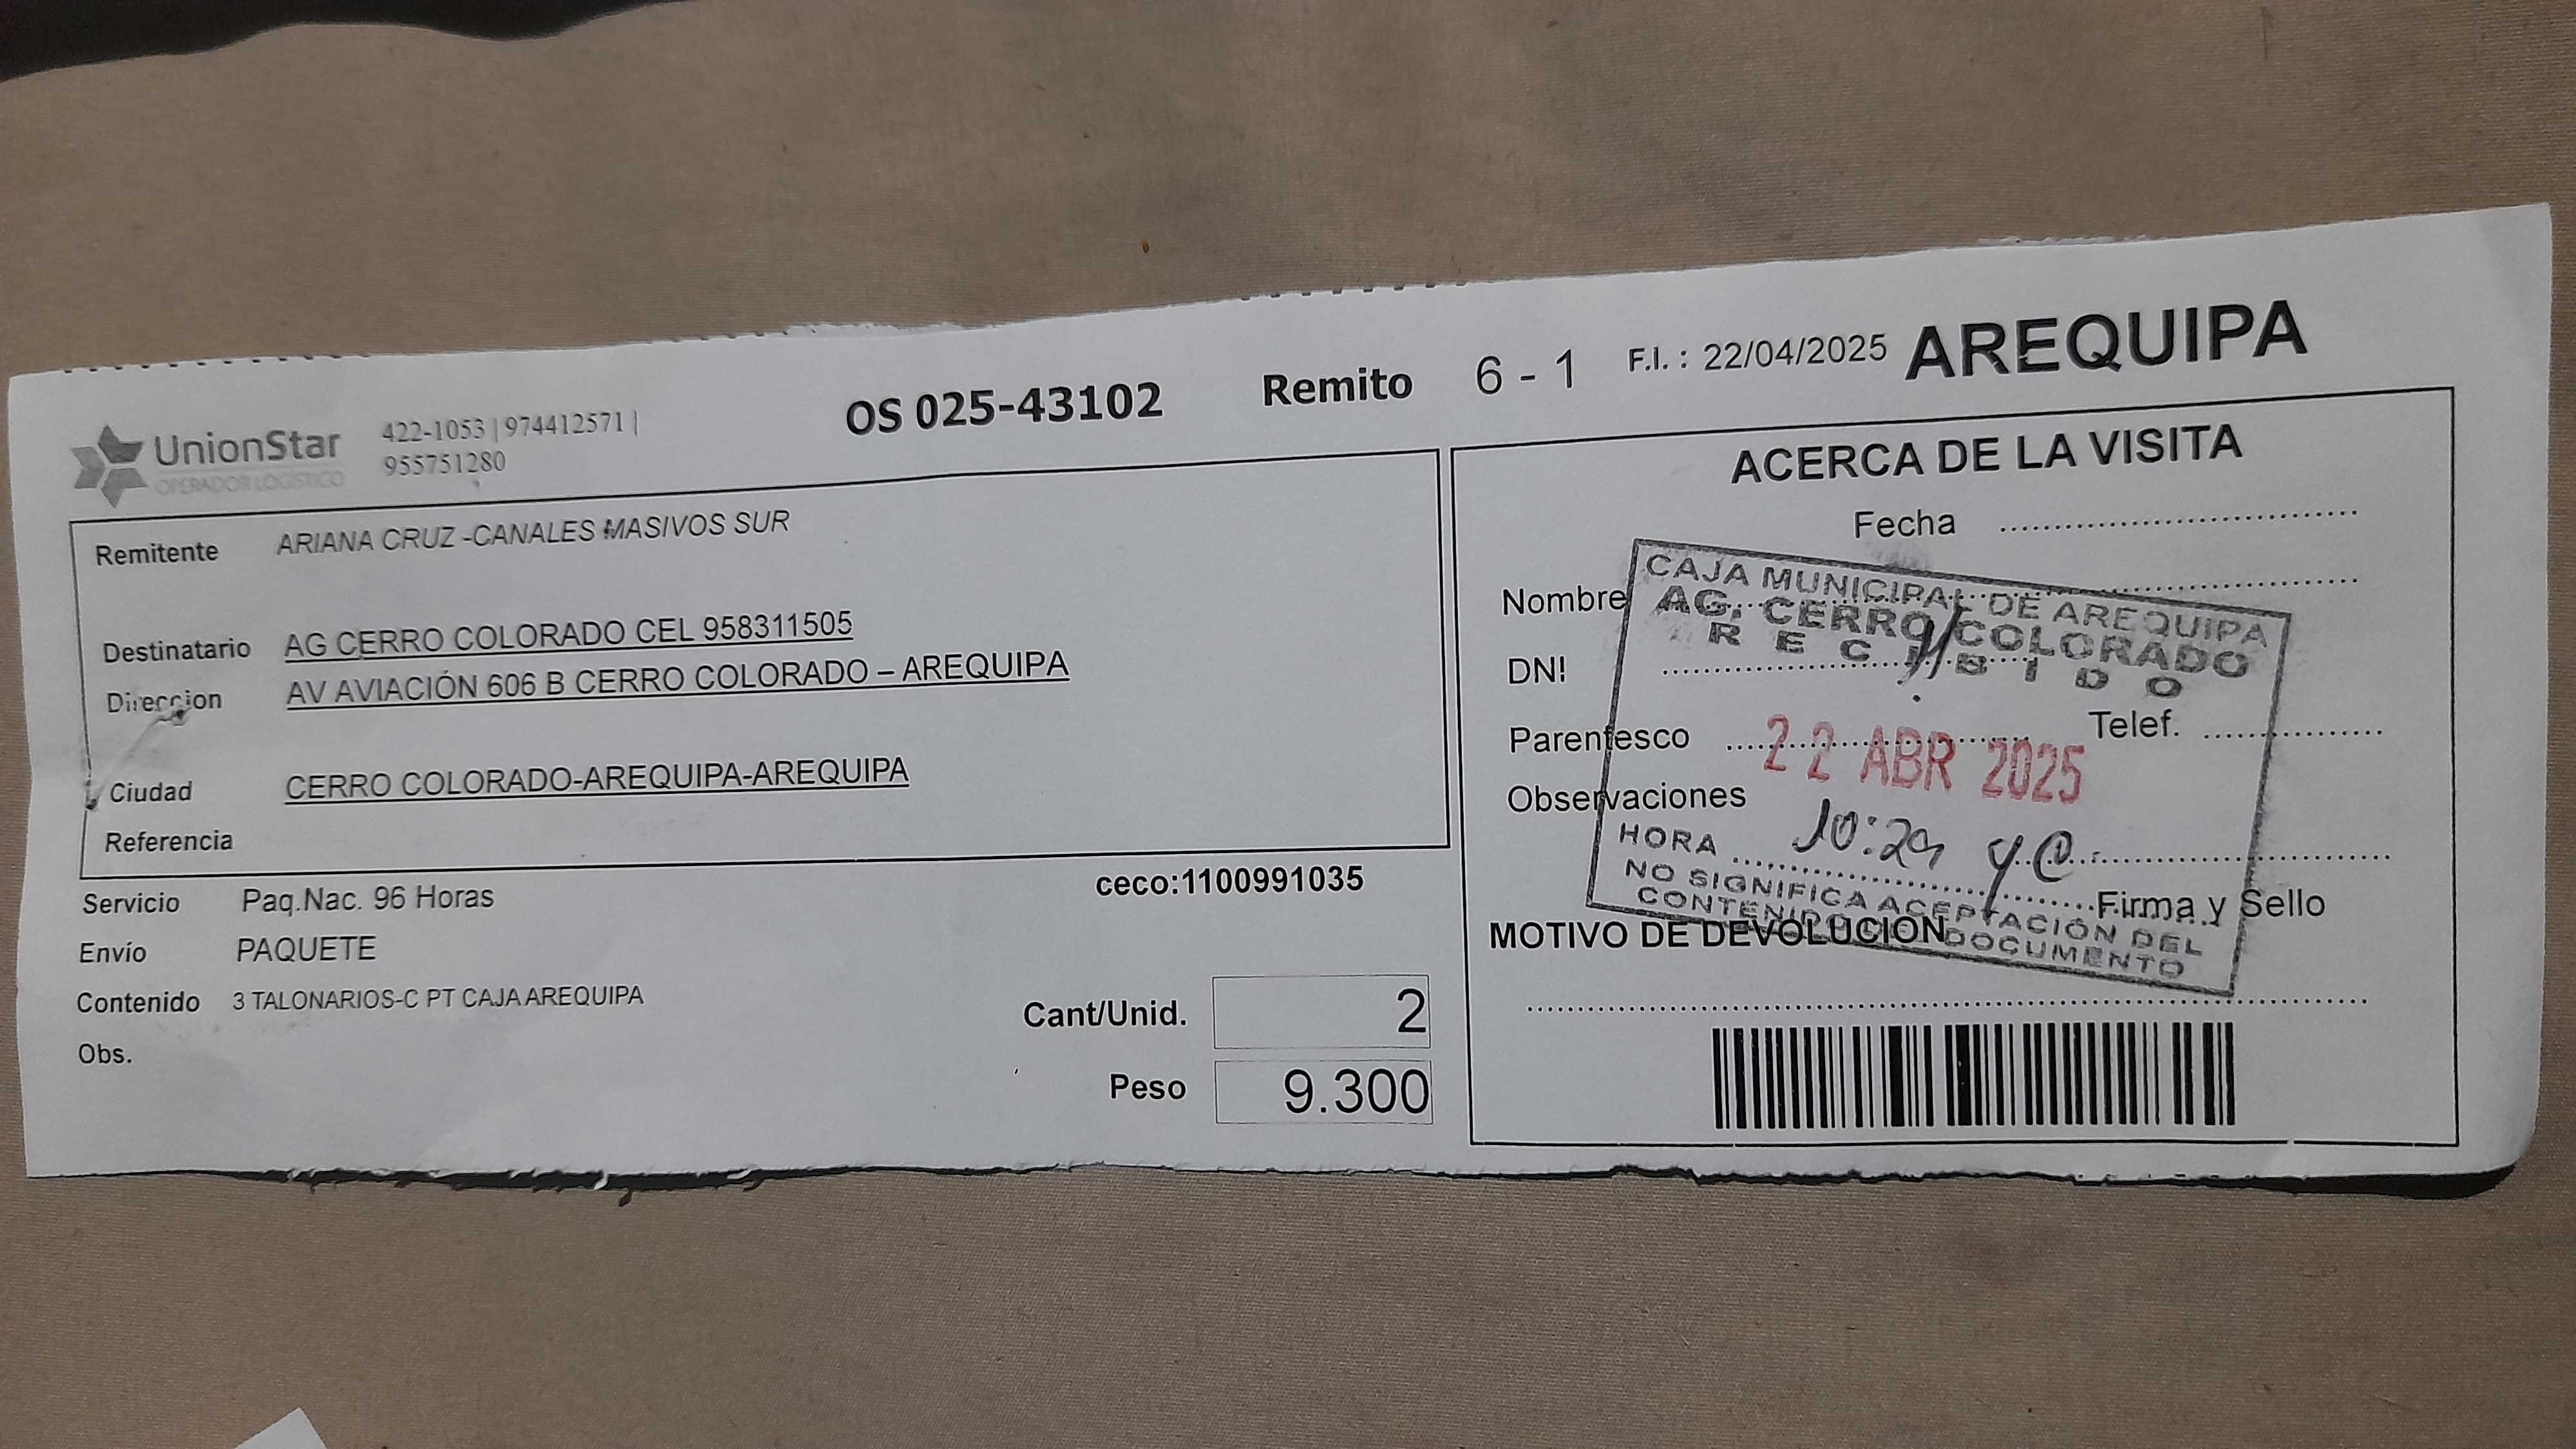 UnionStar
OPERADOR LOGISTICO
422-1053 | 974412571 |
955751280
OS 025-43102 Remito 6 - 1 F.I. : 22/04/2025 AREQUIPA
Remitente ARIANA CRUZ -CANALES MASIVOS SUR
Destinatario AG CERRO COLORADO CEL 958311505
Direccion AV AVIACIÓN 606 B CERRO COLORADO – AREQUIPA
Ciudad CERRO COLORADO-AREQUIPA-AREQUIPA
Referencia
Servicio Paq.Nac. 96 Horas
ceco:1100991035
Envío PAQUETE
Contenido 3 TALONARIOS-C PT CAJA AREQUIPA
Obs.
Cant/Unid. 2
Peso 9.300
ACERCA DE LA VISITA
Fecha
Nombre
DNI
Parentesco Telef.
Observaciones
Firma y Sello
MOTIVO DE DEVOLUCION
CAJA MUNICIPAL DE AREQUIPA
AG. CERRO COLORADO
RECIBIDO
22 ABR 2025
HORA 10:29
NO SIGNIFICA ACEPTACIÓN DEL
CONTENIDO DEL DOCUMENTO